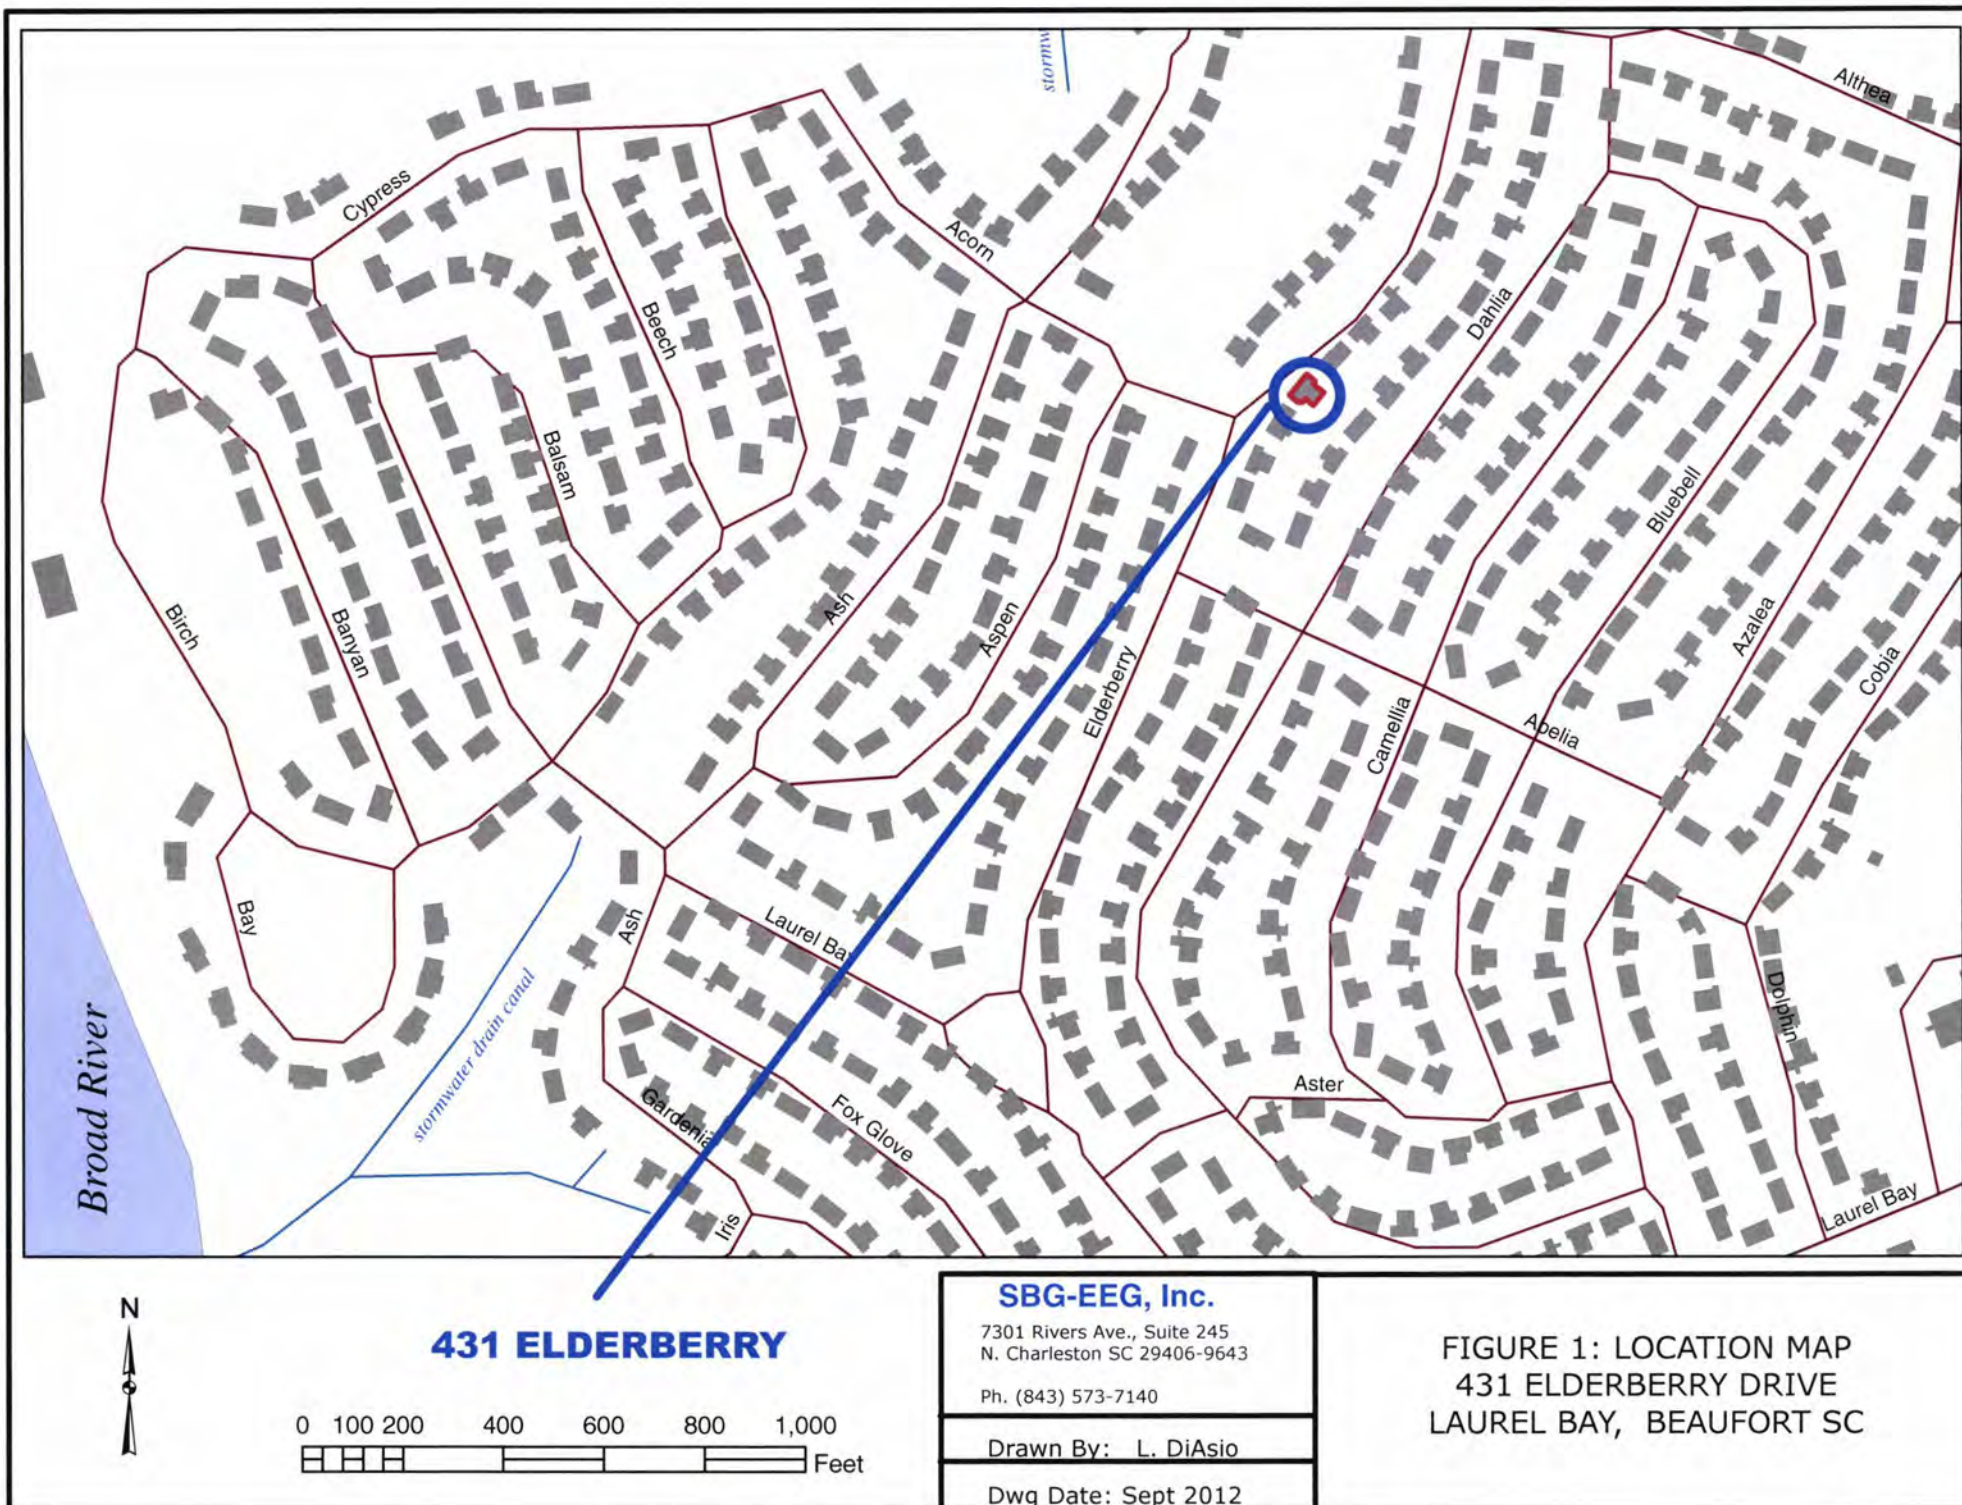 stormw
Althea
Cypress
Acorn
Dahlia
Beech
Balsam
Bluebell
Birch
Banyan
Ash
Aspen
Elderberry
Azalea
Cobia
Camellia
Apelia
Bay
Ash
Laurel Bay
Dolphin
stormwater drain canal
Broad River
Aster
Gardenia
Fox Glove
Iris
Laurel Bay
N
431 ELDERBERRY
0 100 200 400 600 800 1,000
Feet
SBG-EEG, Inc.
7301 Rivers Ave., Suite 245
N. Charleston SC 29406-9643
Ph. (843) 573-7140
Drawn By: L. DiAsio
Dwg Date: Sept 2012
FIGURE 1: LOCATION MAP
431 ELDERBERRY DRIVE
LAUREL BAY, BEAUFORT SC